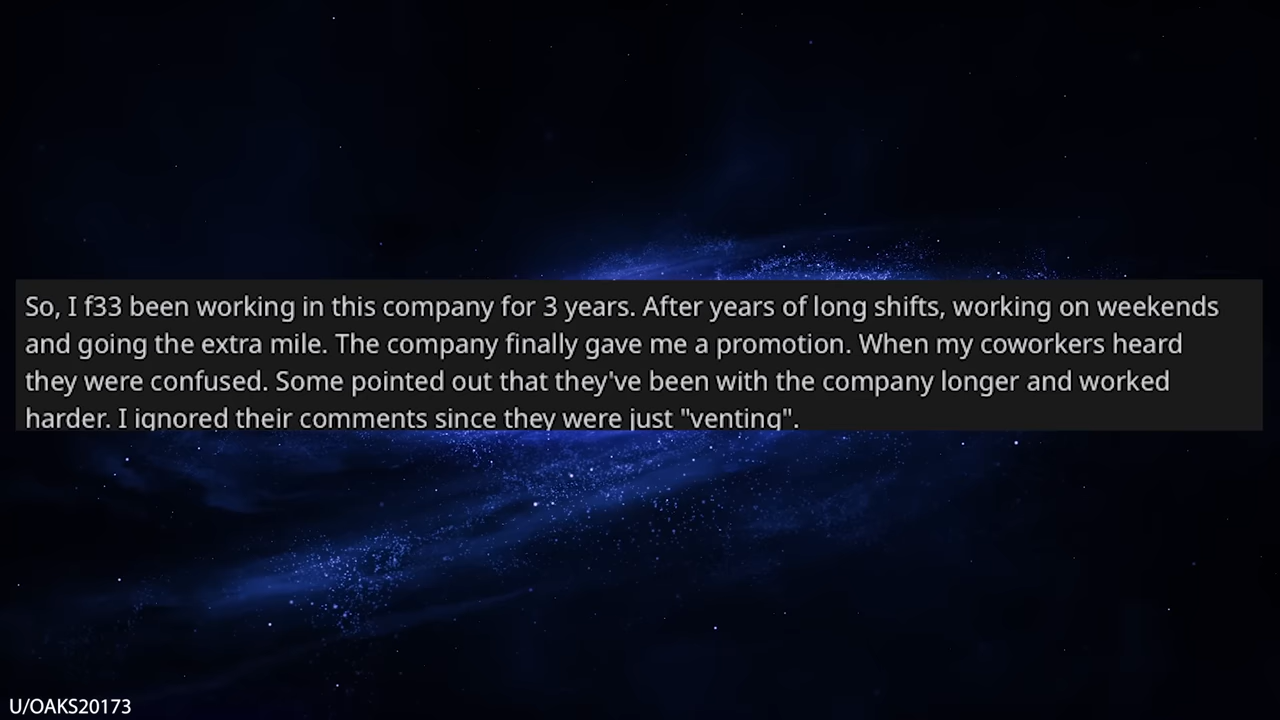 So, I f33 been working in this company for 3 years. After years of long shifts, working on weekends
and going the extra mile. The company finally gave me a promotion. When my coworkers heard
they were confused. Some pointed out that they've been with the company longer and worked
harder. I ignored their comments since they were just "venting".
U/OAKS20173